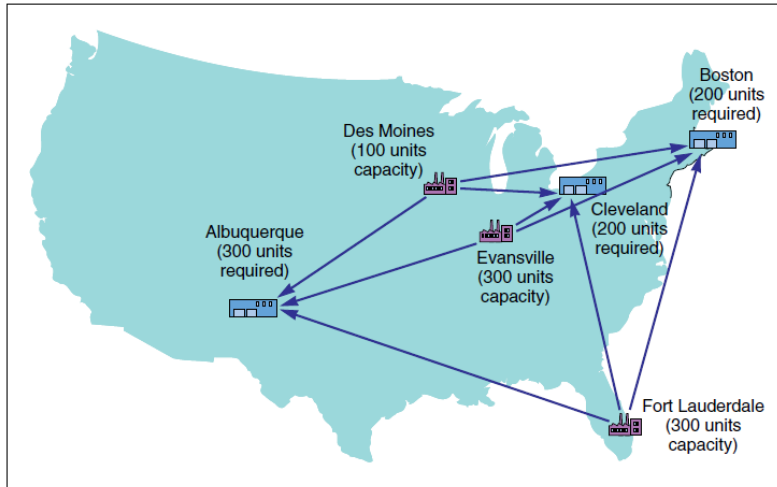 Boston
(200 units
required)
Des Moines
(100 units
capacity)
Cleveland
(200 units
required)
Albuquerque
(300 units
required)
Evansville
(300 units
capacity)
Fort Lauderdale
(300 units
capacity)